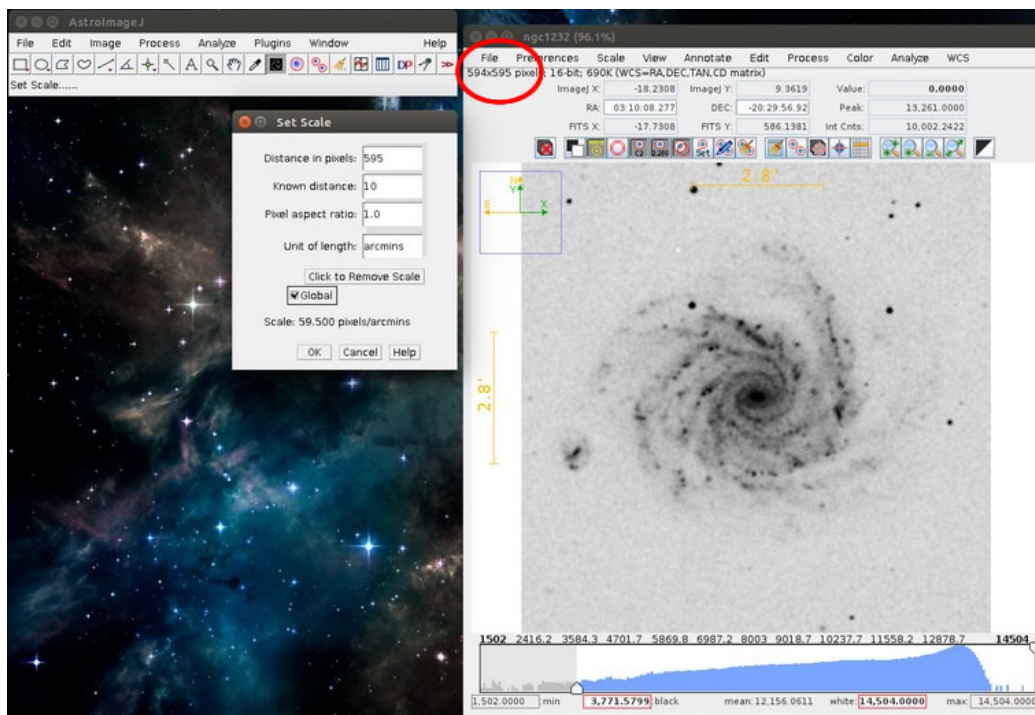 AstroImageJ
File Edit Image Process Analyze Plugins Window Help
A DP >>
Set Scale......
Set Scale
Distance in pixels: 595
Known distance: 10
Pixel aspect ratio: 1.0
Unit of length: arcmins
Click to Remove Scale
Global
Scale: 59.500 pixels/arcmins
OK Cancel Help
ngc1232 (96.1%)
File Preferences Scale View Annotate Edit Process Color Analyze WCS
594x595 pixels; 16-bit; 690K (WCS=RA,DEC,TAN,CD matrix)
ImageJ X: -18.2308 ImageJ Y: 9.3619 Value: 0.0000
RA: 03:10:08.277 DEC: -20:29:56.92 Peak: 13,261.0000
FITS X: -17.7308 FITS Y: 586.1381 Int Cnts: 10,002.2422
Set
N
Y
E X
2.8'
2.8'
1502 2416.2 3584.3 4701.7 5869.8 6987.2 8003 9018.7 10237.7 11558.2 12878.7 14504
1,502.0000 :min 3,771.5799 :black mean: 12,156.0611 white: 14,504.0000 max: 14,504.000